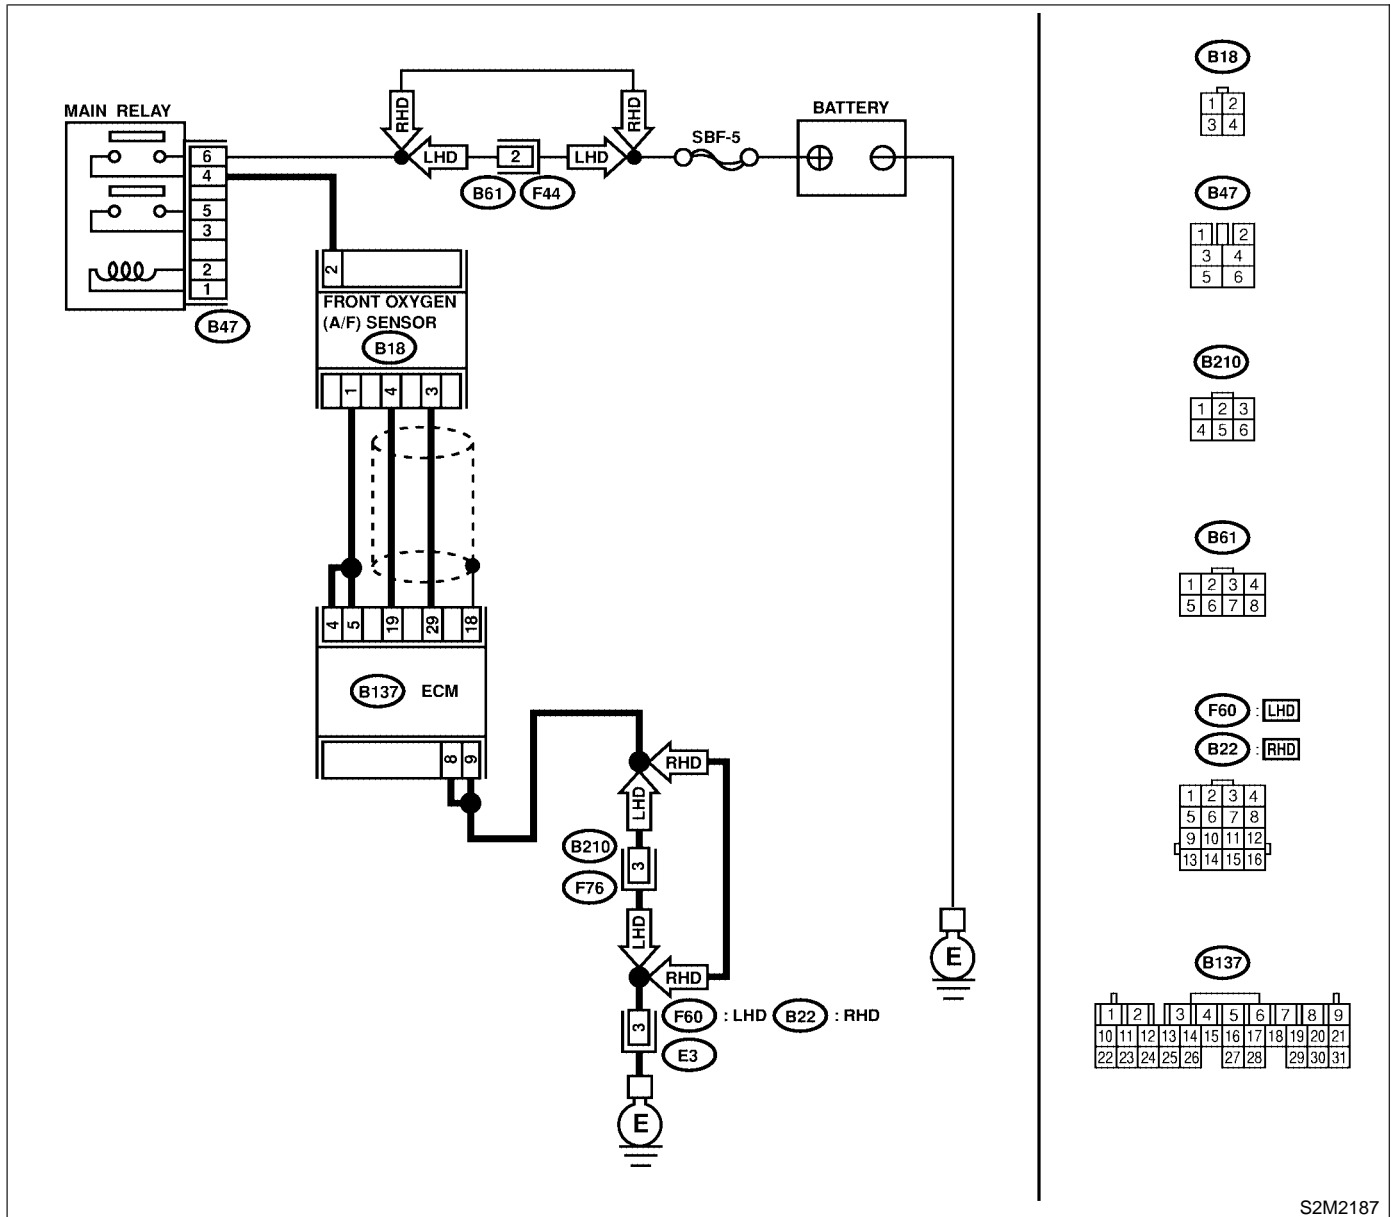 MAIN RELAY
6
4
5
3
2
1
B47
RHD
RHD
LHD
2
LHD
B61
F44
SBF-5
BATTERY
2
FRONT OXYGEN
(A/F) SENSOR
B18
1 4 3
4 5 19 29 18
B137 ECM
8 9
RHD
LHD
B210
3
F76
LHD
RHD
F60 : LHD B22 : RHD
3
E3
E
E
B18
1 2
3 4
B47
1 2
3 4
5 6
B210
1 2 3
4 5 6
B61
1 2 3 4
5 6 7 8
F60 : LHD
B22 : RHD
1 2 3 4
5 6 7 8
9 10 11 12
13 14 15 16
B137
1 2 3 4 5 6 7 8 9
10 11 12 13 14 15 16 17 18 19 20 21
22 23 24 25 26 27 28 29 30 31
S2M2187